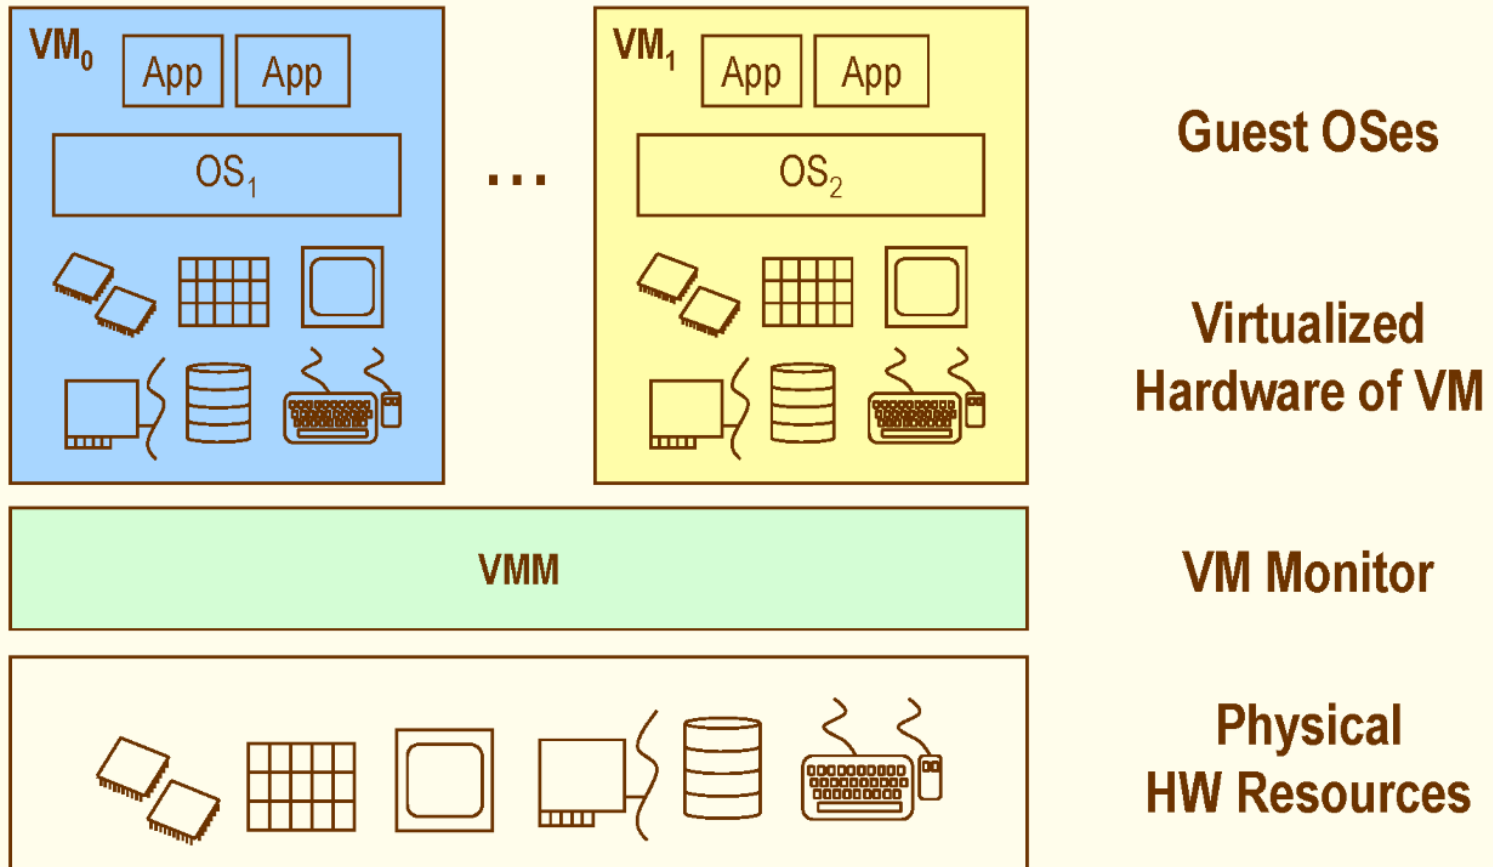 VM₀
App App
OS₁
...
VM₁
App App
OS₂
Guest OSes
Virtualized
Hardware of VM
VMM
VM Monitor
Physical
HW Resources